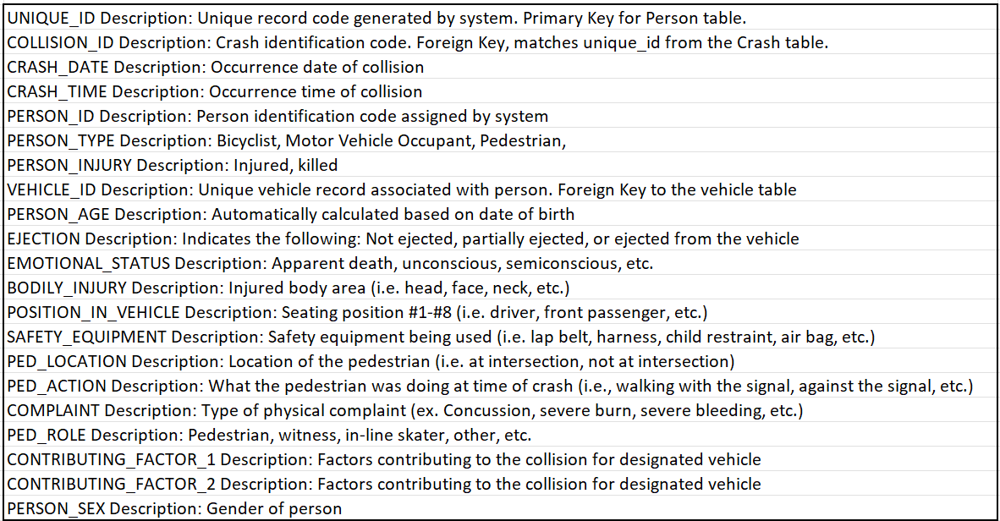 UNIQUE_ID Description: Unique record code generated by system. Primary Key for Person table.
COLLISION_ID Description: Crash identification code. Foreign Key, matches unique_id from the Crash table.
CRASH_DATE Description: Occurrence date of collision
CRASH_TIME Description: Occurrence time of collision
PERSON_ID Description: Person identification code assigned by system
PERSON_TYPE Description: Bicyclist, Motor Vehicle Occupant, Pedestrian,
PERSON_INJURY Description: Injured, killed
VEHICLE_ID Description: Unique vehicle record associated with person. Foreign Key to the vehicle table
PERSON_AGE Description: Automatically calculated based on date of birth
EJECTION Description: Indicates the following: Not ejected, partially ejected, or ejected from the vehicle
EMOTIONAL_STATUS Description: Apparent death, unconscious, semiconscious, etc.
BODILY_INJURY Description: Injured body area (i.e. head, face, neck, etc.)
POSITION_IN_VEHICLE Description: Seating position #1-#8 (i.e. driver, front passenger, etc.)
SAFETY_EQUIPMENT Description: Safety equipment being used (i.e. lap belt, harness, child restraint, air bag, etc.)
PED_LOCATION Description: Location of the pedestrian (i.e. at intersection, not at intersection)
PED_ACTION Description: What the pedestrian was doing at time of crash (i.e., walking with the signal, against the signal, etc.)
COMPLAINT Description: Type of physical complaint (ex. Concussion, severe burn, severe bleeding, etc.)
PED_ROLE Description: Pedestrian, witness, in-line skater, other, etc.
CONTRIBUTING_FACTOR_1 Description: Factors contributing to the collision for designated vehicle
CONTRIBUTING_FACTOR_2 Description: Factors contributing to the collision for designated vehicle
PERSON_SEX Description: Gender of person